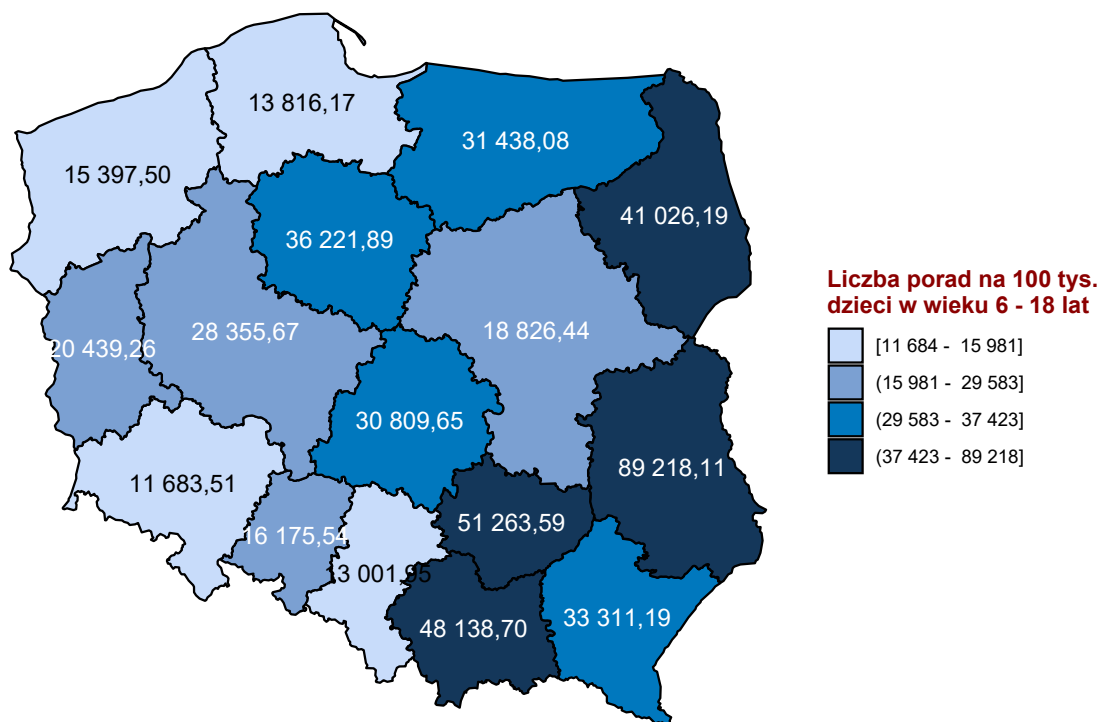 13 816,17
31 438,08
15 397,50
41 026,19
36 221,89
28 355,67
18 826,44
20 439,26
30 809,65
11 683,51
89 218,11
51 263,59
16 175,54
3 001,95
33 311,19
48 138,70
Liczba porad na 100 tys.
dzieci w wieku 6 - 18 lat
[11 684 - 15 981]
(15 981 - 29 583]
(29 583 - 37 423]
(37 423 - 89 218]